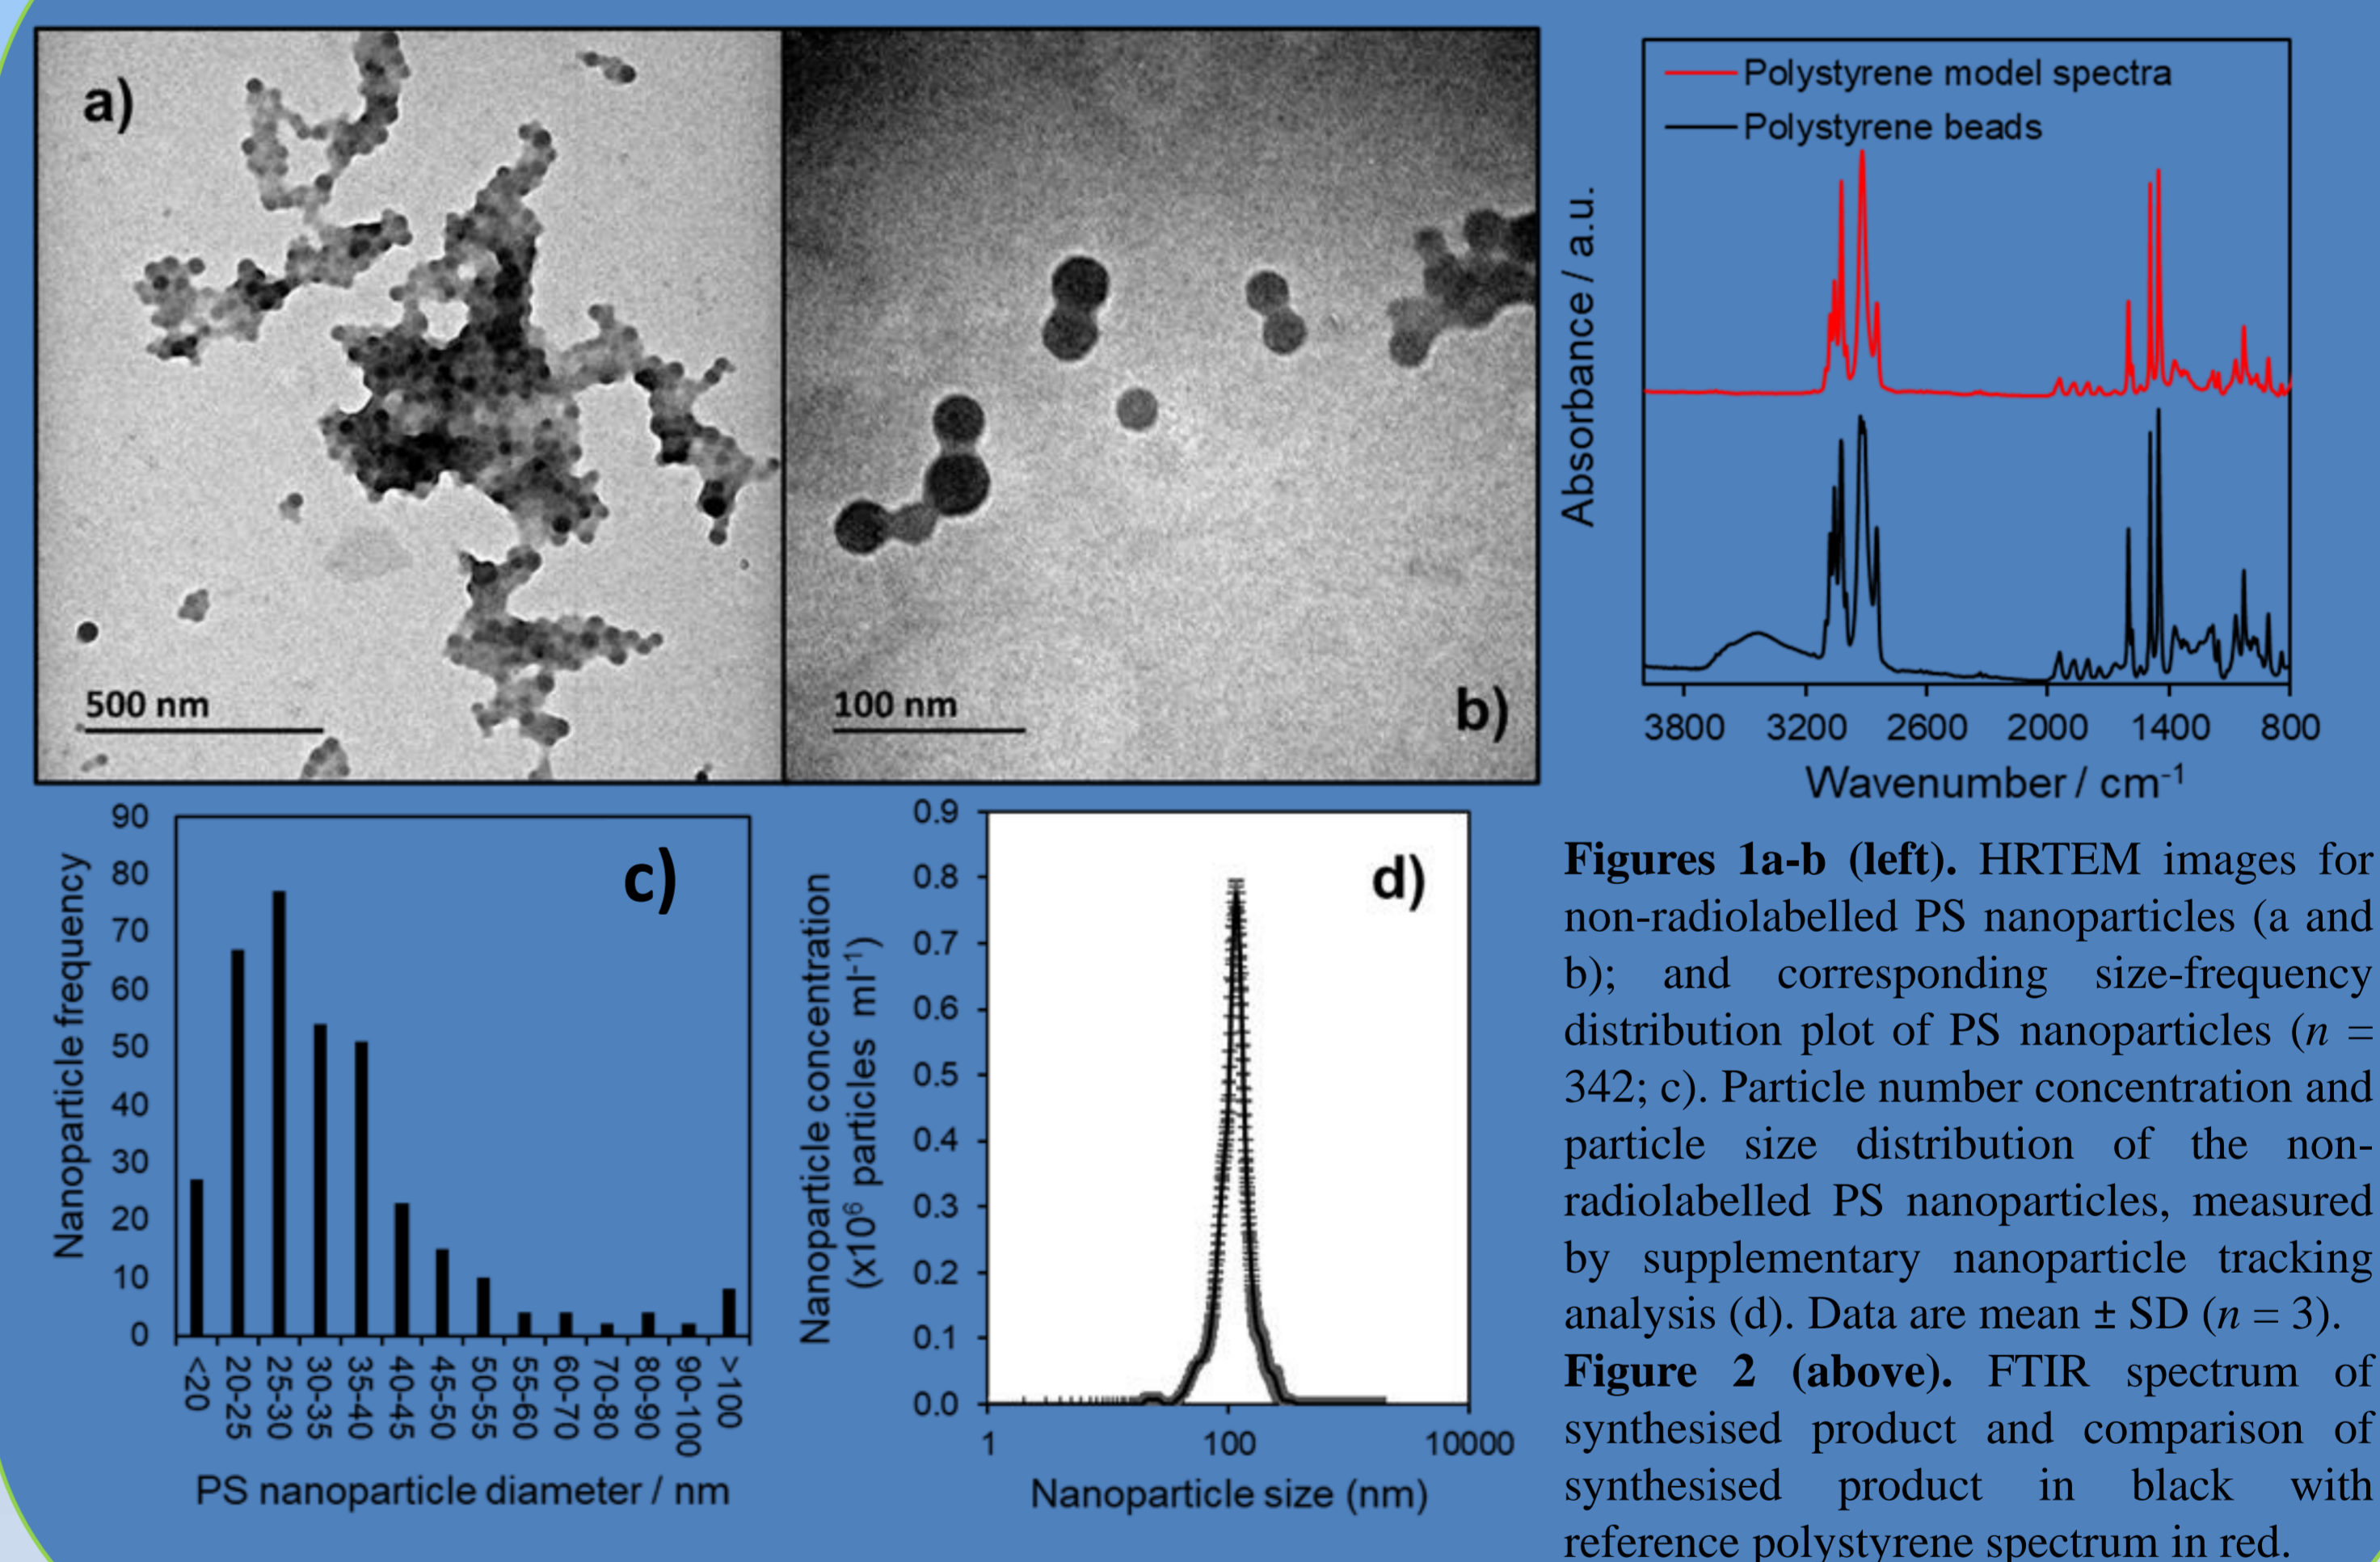 a)
500 nm
100 nm
b)
Polystyrene model spectra
Polystyrene beads
Absorbance / a.u.
3800 3200 2600 2000 1400 800
Wavenumber / cm⁻¹
c)
Nanoparticle frequency
90
80
70
60
50
40
30
20
10
0
<20 20-25 25-30 30-35 35-40 40-45 45-50 50-55 55-60 60-70 70-80 80-90 90-100 >100
PS nanoparticle diameter / nm
d)
Nanoparticle concentration
(x10⁶ particles ml⁻¹)
0.9
0.8
0.7
0.6
0.5
0.4
0.3
0.2
0.1
0.0
1 100 10000
Nanoparticle size (nm)
Figures 1a-b (left). HRTEM images for
non-radiolabelled PS nanoparticles (a and
b); and corresponding size-frequency
distribution plot of PS nanoparticles (n =
342; c). Particle number concentration and
particle size distribution of the non-
radiolabelled PS nanoparticles, measured
by supplementary nanoparticle tracking
analysis (d). Data are mean ± SD (n = 3).
Figure 2 (above). FTIR spectrum of
synthesised product and comparison of
synthesised product in black with
reference polystyrene spectrum in red.